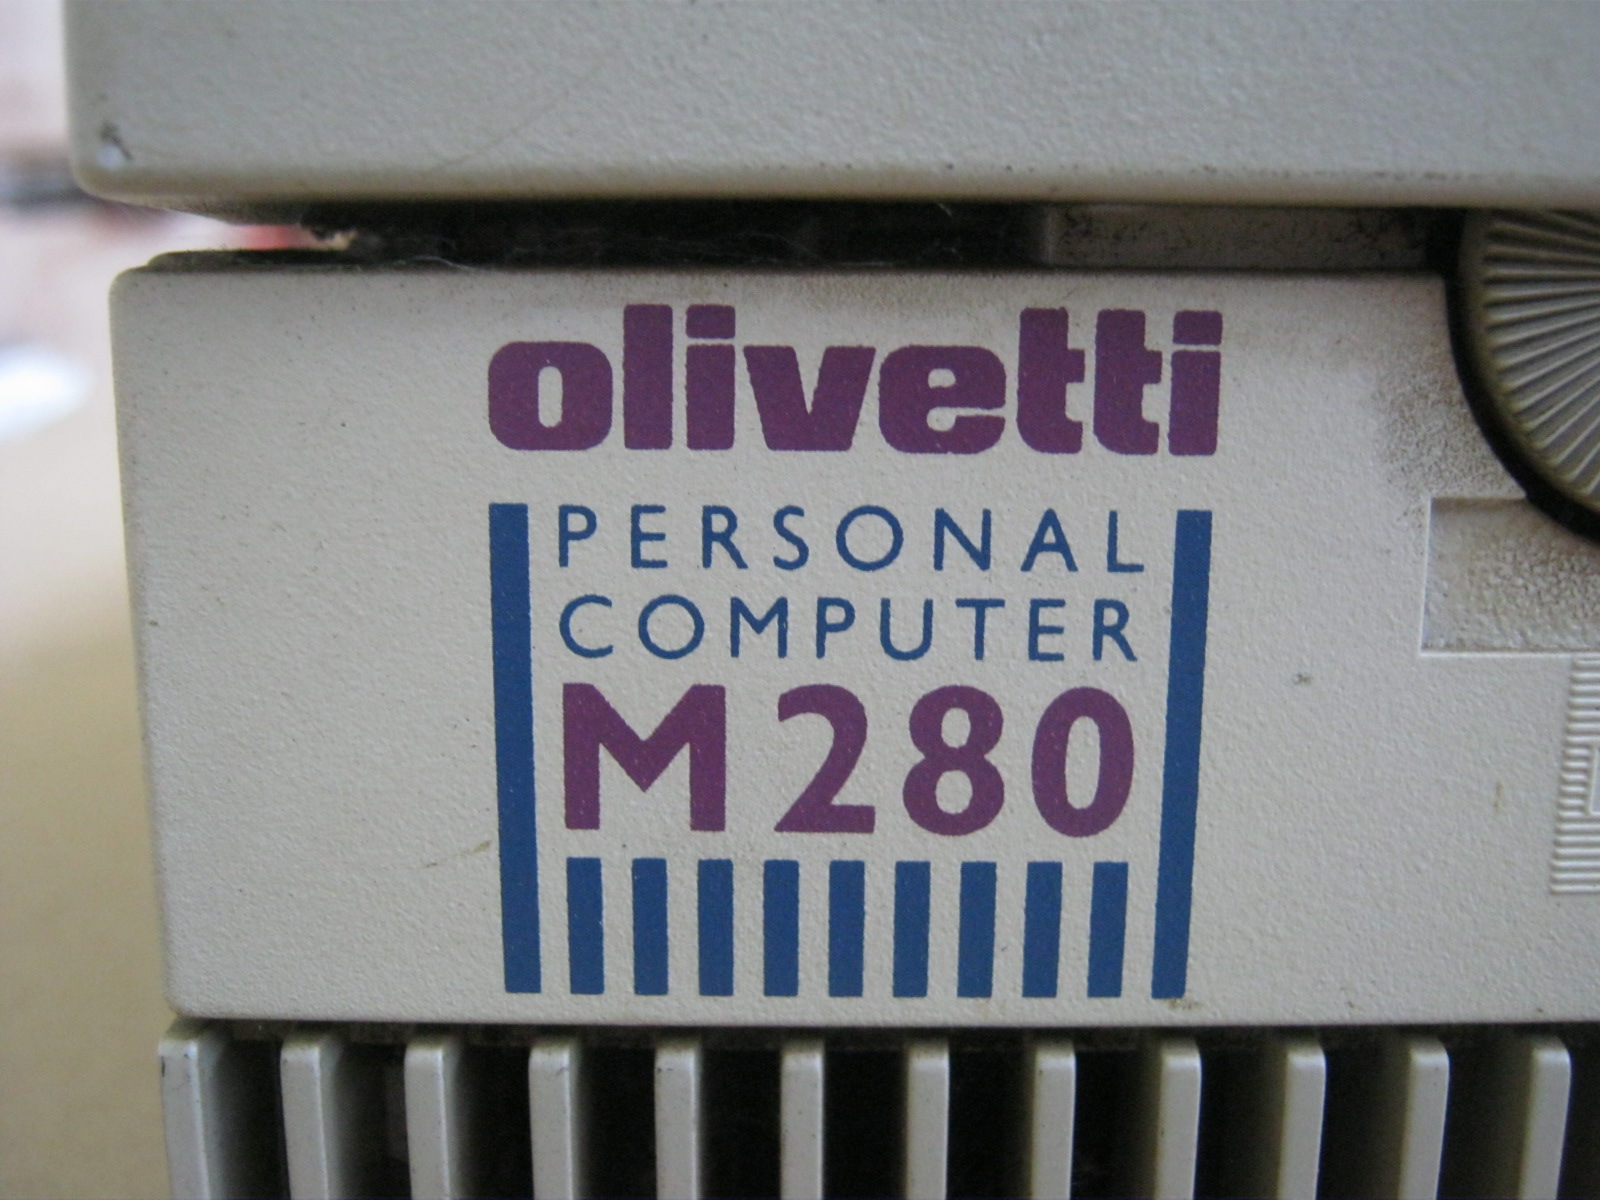 olivetti
PERSONAL
COMPUTER
M280